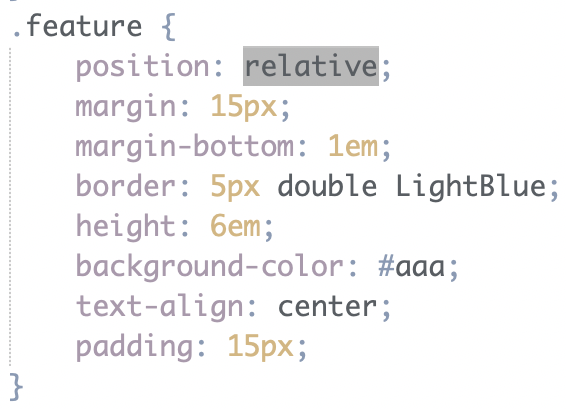 .feature {
position: relative;
margin: 15px;
margin-bottom: 1em;
border: 5px double LightBlue;
height: 6em;
background-color: #aaa;
text-align: center;
padding: 15px;
}